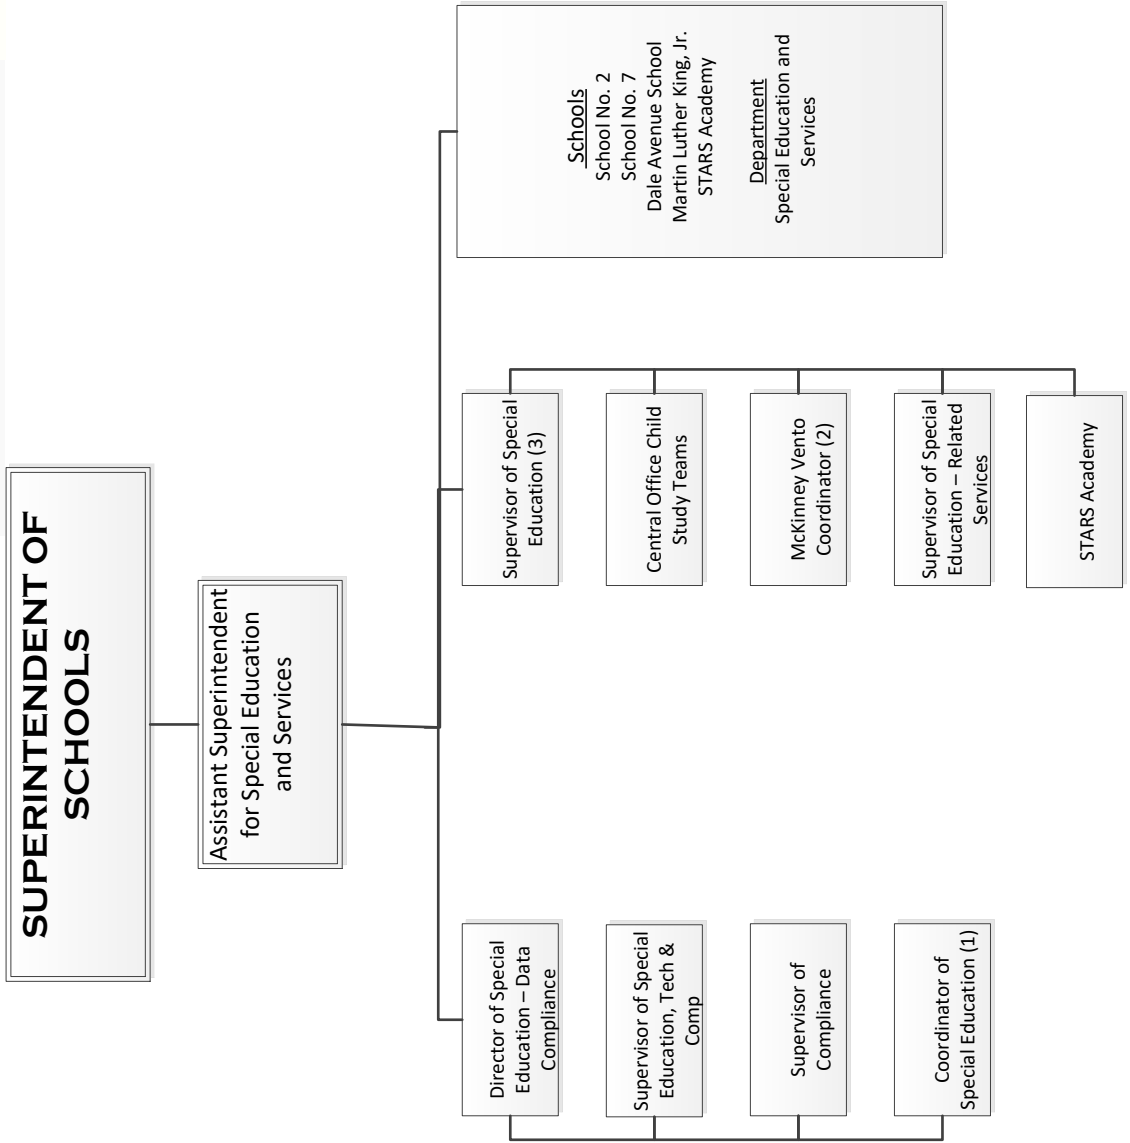 SUPERINTENDENT OF
SCHOOLS
Assistant Superintendent
for Special Education
and Services
Director of Special
Education – Data
Compliance
Supervisor of Special
Education, Tech &
Comp
Supervisor of
Compliance
Coordinator of
Special Education (1)
Supervisor of Special
Education (3)
Central Office Child
Study Teams
McKinney Vento
Coordinator (2)
Supervisor of Special
Education – Related
Services
STARS Academy
Schools
School No. 2
School No. 7
Dale Avenue School
Martin Luther King, Jr.
STARS Academy
Department
Special Education and
Services